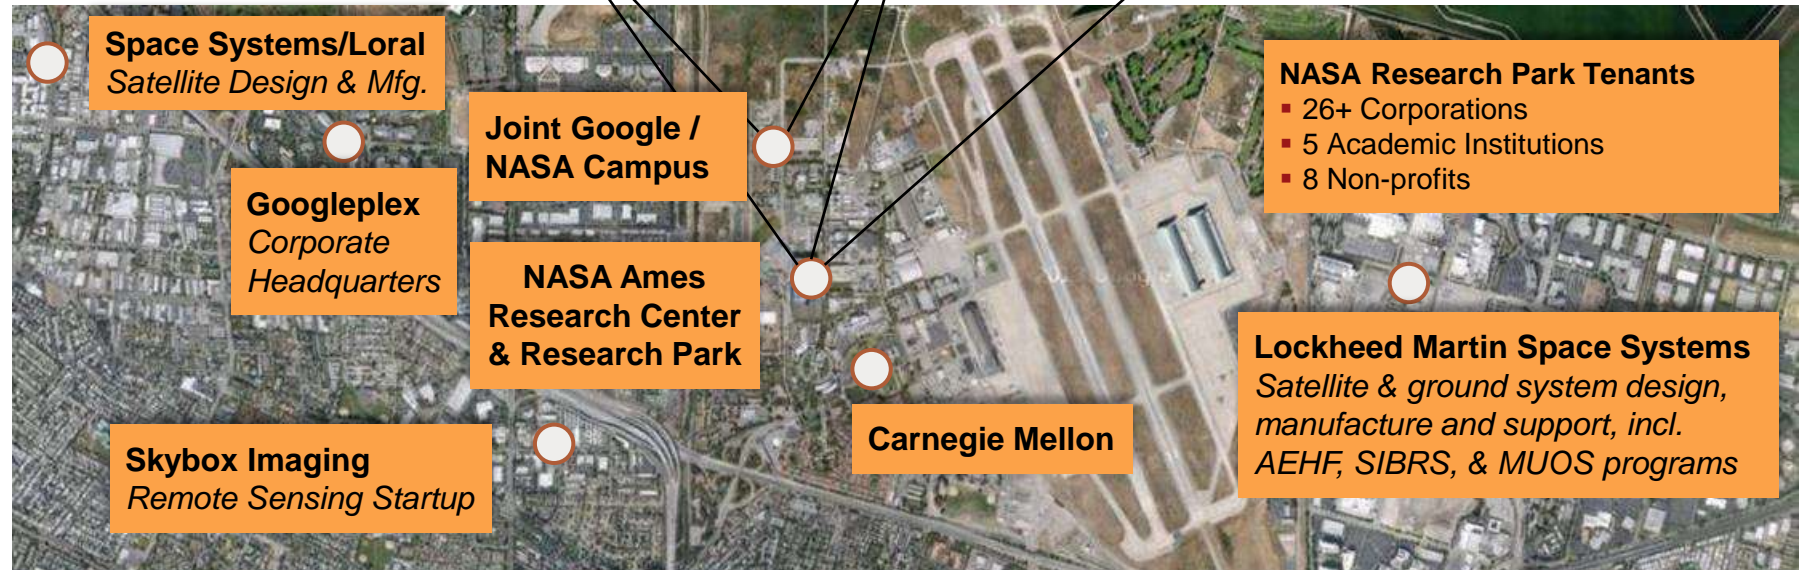 Space Systems/Loral
Satellite Design & Mfg.
Googleplex
Corporate
Headquarters
Joint Google /
NASA Campus
NASA Ames
Research Center
& Research Park
Skybox Imaging
Remote Sensing Startup
Carnegie Mellon
NASA Research Park Tenants
▪ 26+ Corporations
▪ 5 Academic Institutions
▪ 8 Non-profits
Lockheed Martin Space Systems
Satellite & ground system design,
manufacture and support, incl.
AEHF, SIBRS, & MUOS programs